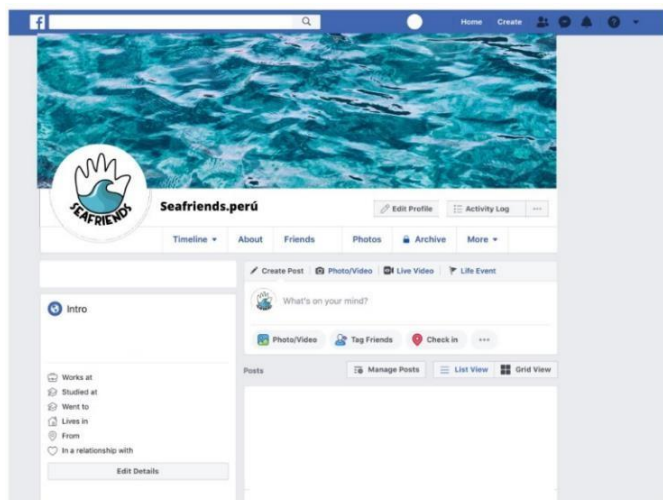 f
Home Create
SEAFRIENDS
Seafriends.perú
Edit Profile
Activity Log
Timeline About Friends Photos Archive More
Create Post Photo/Video Live Video Life Event
What's on your mind?
Photo/Video Tag Friends Check in
Intro
Works at
Studied at
Went to
Lives in
From
In a relationship with
Edit Details
Posts
Manage Posts
List View Grid View